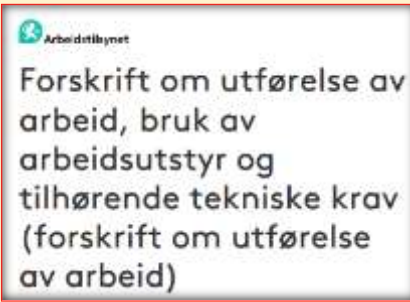 Arbeidstilsynet
Forskrift om utførelse av
arbeid, bruk av
arbeidsutstyr og
tilhørende tekniske krav
(forskrift om utførelse
av arbeid)